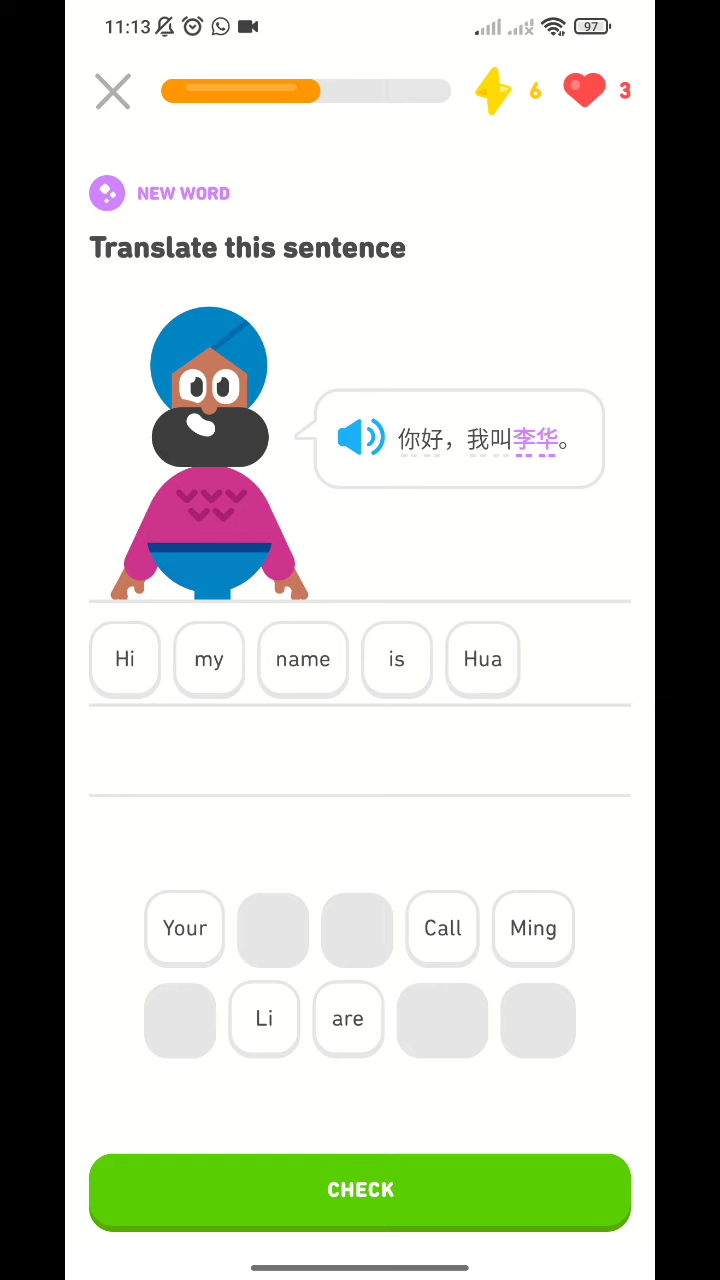 11:13 97
6 3
NEW WORD
Translate this sentence
你好，我叫李华。
Hi my name is Hua
Your Call Ming
Li are
CHECK